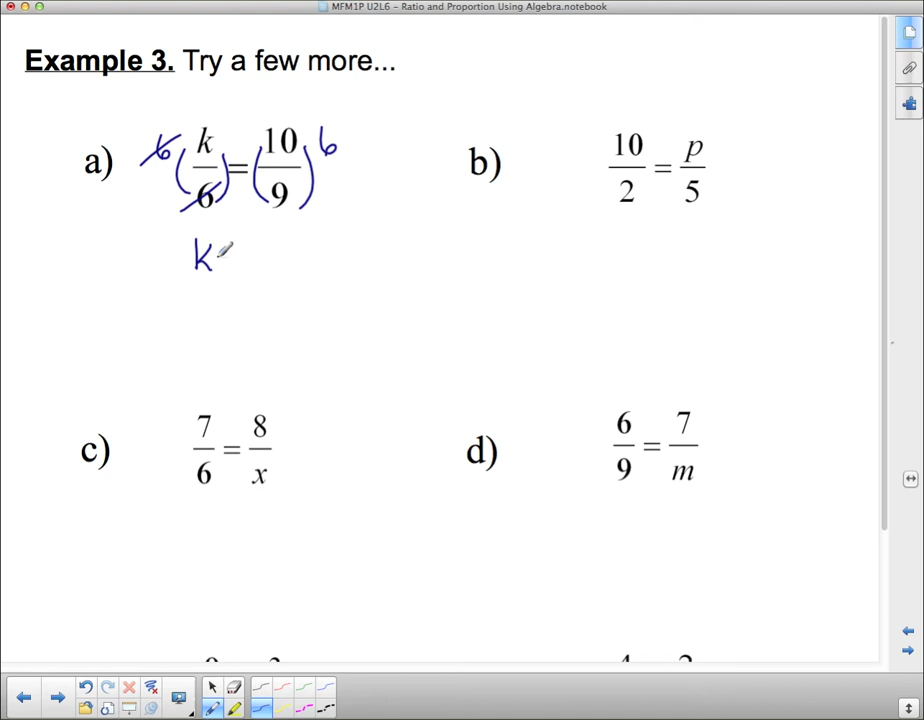 MFM1P U2L6 - Ratio and Proportion Using Algebra.notebook
Example 3. Try a few more...
a) 6 (k/6) = (10/9) 6
k
b) 10/2 = p/5
c) 7/6 = 8/x
d) 6/9 = 7/m